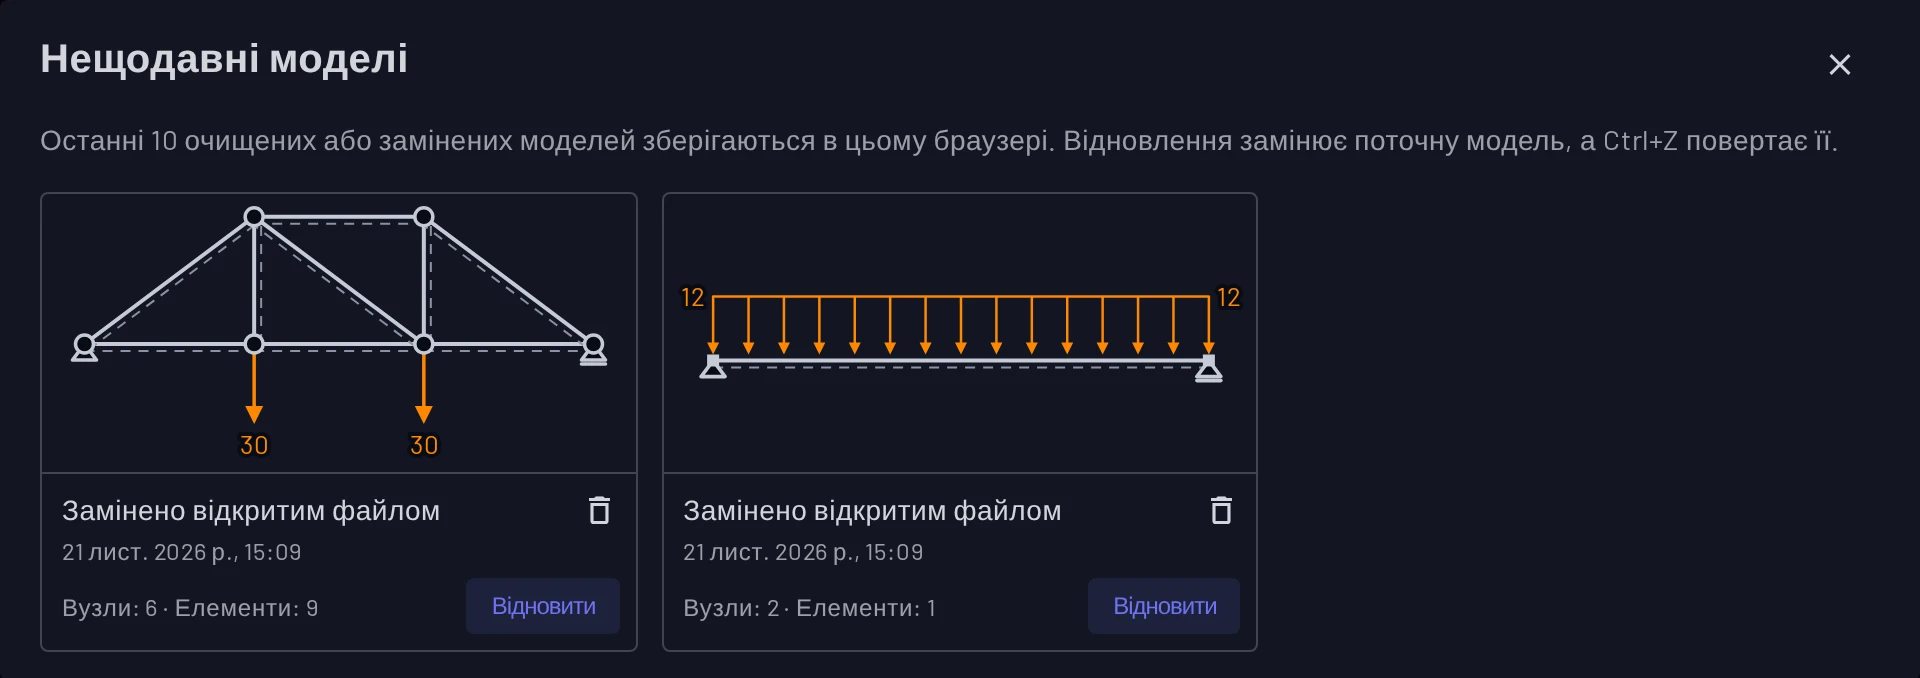 Нещодавні моделі
Останні 10 очищених або замінених моделей зберігаються в цьому браузері. Відновлення замінює поточну модель, а Ctrl+Z повертає її.
30
30
Замінено відкритим файлом
21 лист. 2026 р., 15:09
Вузли: 6 · Елементи: 9
Відновити
12
12
Замінено відкритим файлом
21 лист. 2026 р., 15:09
Вузли: 2 · Елементи: 1
Відновити